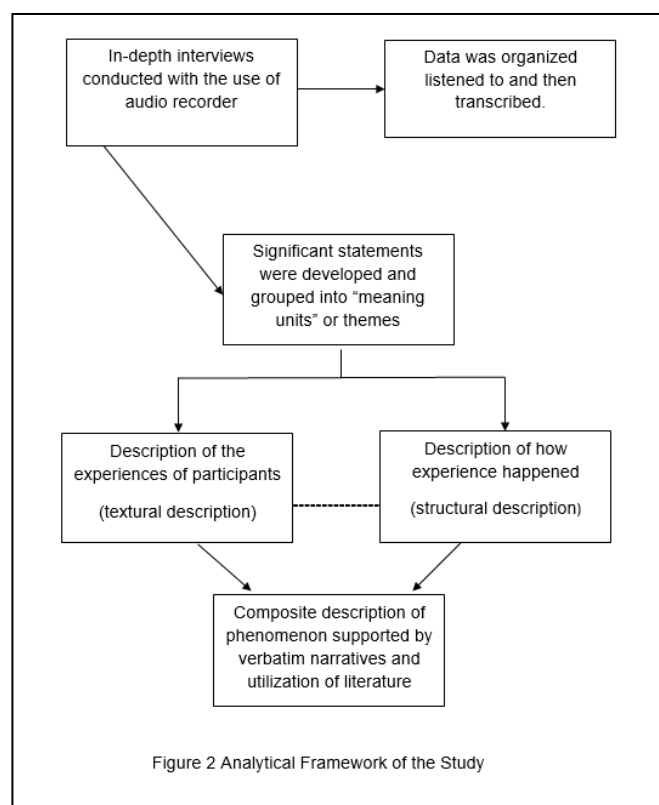 In-depth interviews
conducted with the use of
audio recorder
Data was organized
listened to and then
transcribed.
Significant statements
were developed and
grouped into “meaning
units” or themes
Description of the
experiences of participants
(textural description)
Description of how
experience happened
(structural description)
Composite description of
phenomenon supported by
verbatim narratives and
utilization of literature
Figure 2 Analytical Framework of the Study